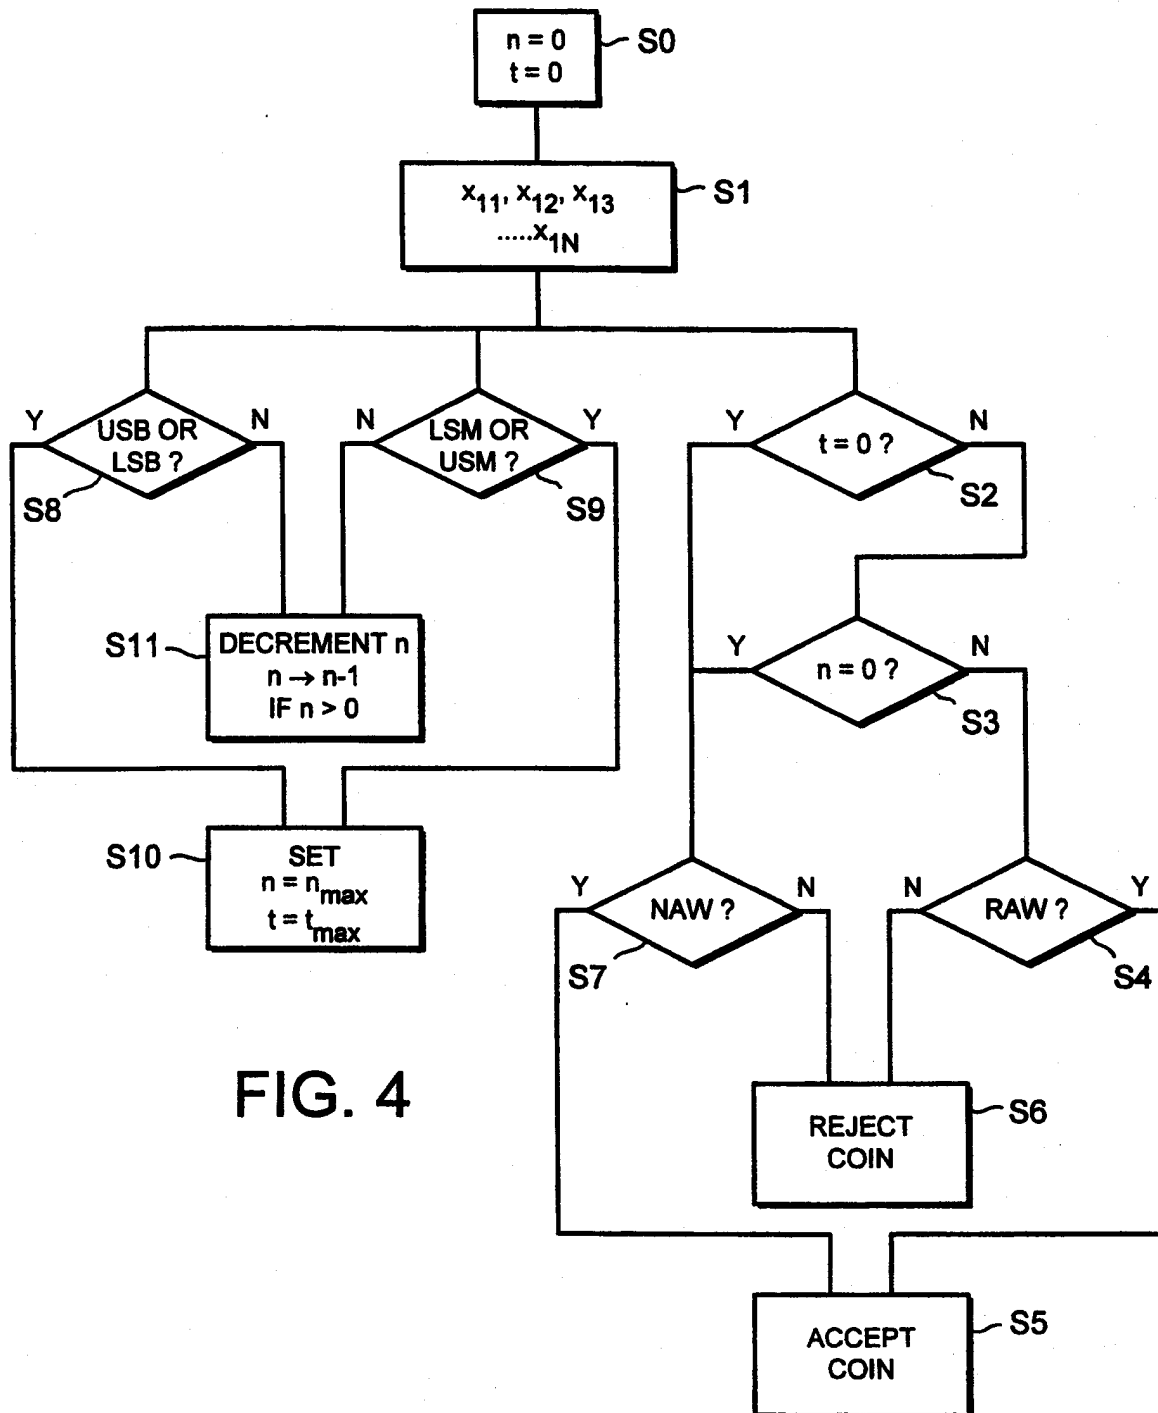 n = 0
t = 0
S0
x11, x12, x13
.....x1N
S1
Y
USB OR
LSB ?
N
S8
N
LSM OR
USM ?
Y
S9
Y
t = 0 ?
N
S2
S11
DECREMENT n
n → n-1
IF n > 0
Y
n = 0 ?
N
S3
S10
SET
n = nmax
t = tmax
Y
NAW ?
N
S7
N
RAW ?
Y
S4
FIG. 4
REJECT
COIN
S6
ACCEPT
COIN
S5